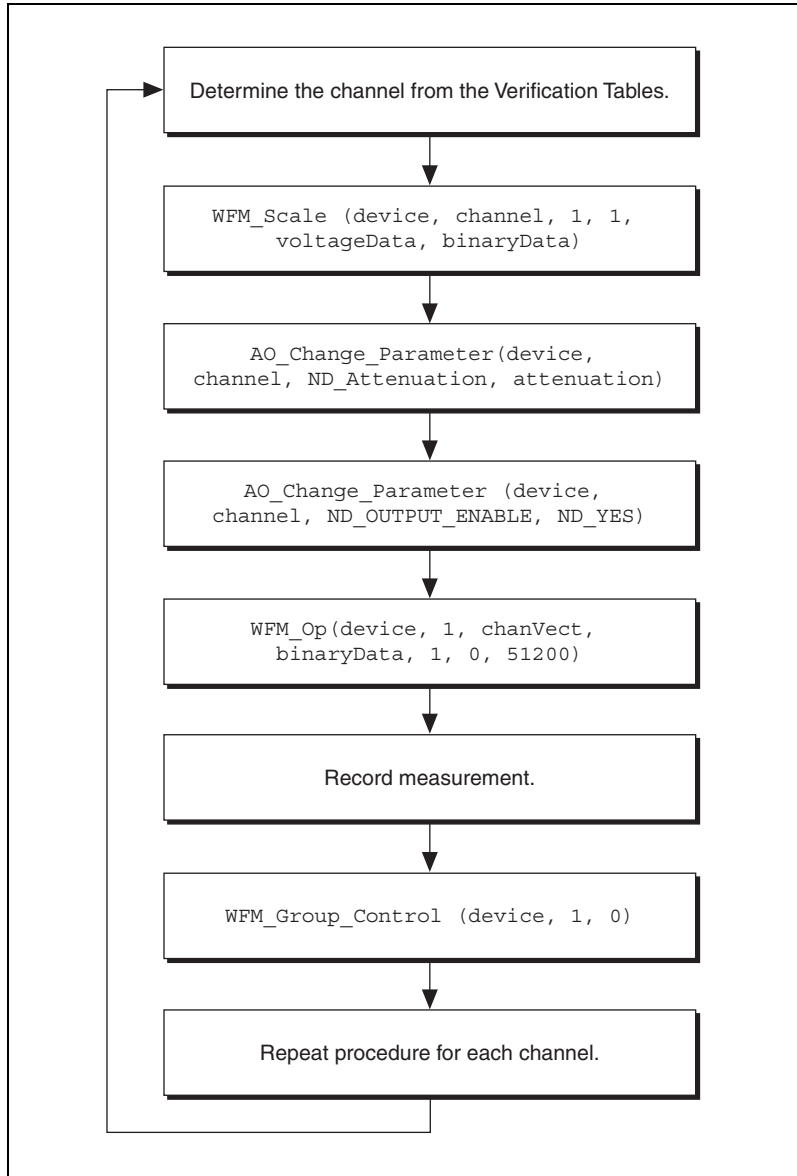 Determine the channel from the Verification Tables.
WFM_Scale (device, channel, 1, 1,
voltageData, binaryData)
AO_Change_Parameter(device,
channel, ND_Attenuation, attenuation)
AO_Change_Parameter (device,
channel, ND_OUTPUT_ENABLE, ND_YES)
WFM_Op(device, 1, chanVect,
binaryData, 1, 0, 51200)
Record measurement.
WFM_Group_Control (device, 1, 0)
Repeat procedure for each channel.